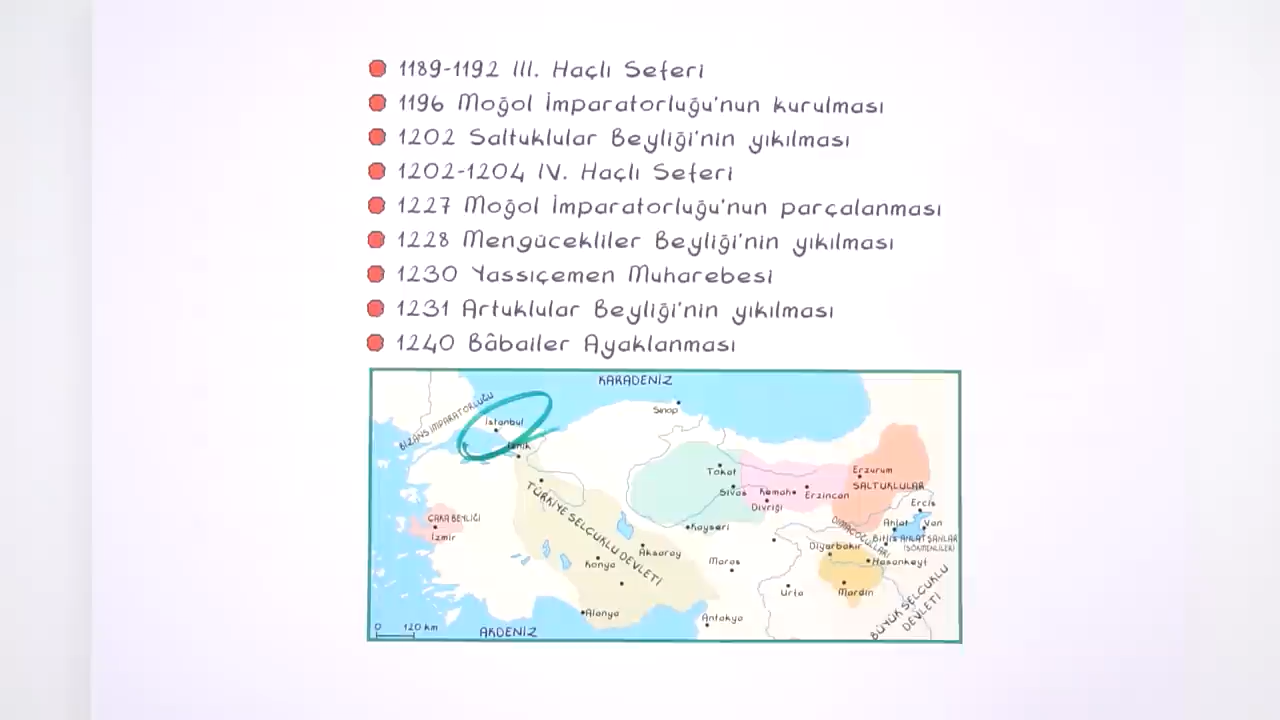 1189-1192 III. Haçlı Seferi
1196 Moğol İmparatorluğu'nun kurulması
1202 Saltuklular Beyliği'nin yıkılması
1202-1204 IV. Haçlı Seferi
1227 Moğol İmparatorluğu'nun parçalanması
1228 Mengücekliler Beyliği'nin yıkılması
1230 Yassıçemen Muharebesi
1231 Artuklular Beyliği'nin yıkılması
1240 Bâbailer Ayaklanması
KARADENİZ
BİZANS İMPARATORLUĞU
Sinop
İstanbul
İznik
Tokat
Erzurum
SALTUKLULAR
TÜRKİYE SELÇUKLU DEVLETİ
Sivas
Kemah
Erzincan
Divriği
Erciş
ÇAKA BEYLİĞİ
İzmir
Kayseri
DİLMAÇOĞULLARI
Ahlat
Van
Bitlis
AHLATŞAHLAR
(SÖKMENLİLER)
Diyarbakır
Aksaray
Konya
Maraş
Hasankeyf
Urfa
Mardin
BÜYÜK SELÇUKLU
DEVLETİ
Alanya
Antakya
0 120 km
AKDENİZ